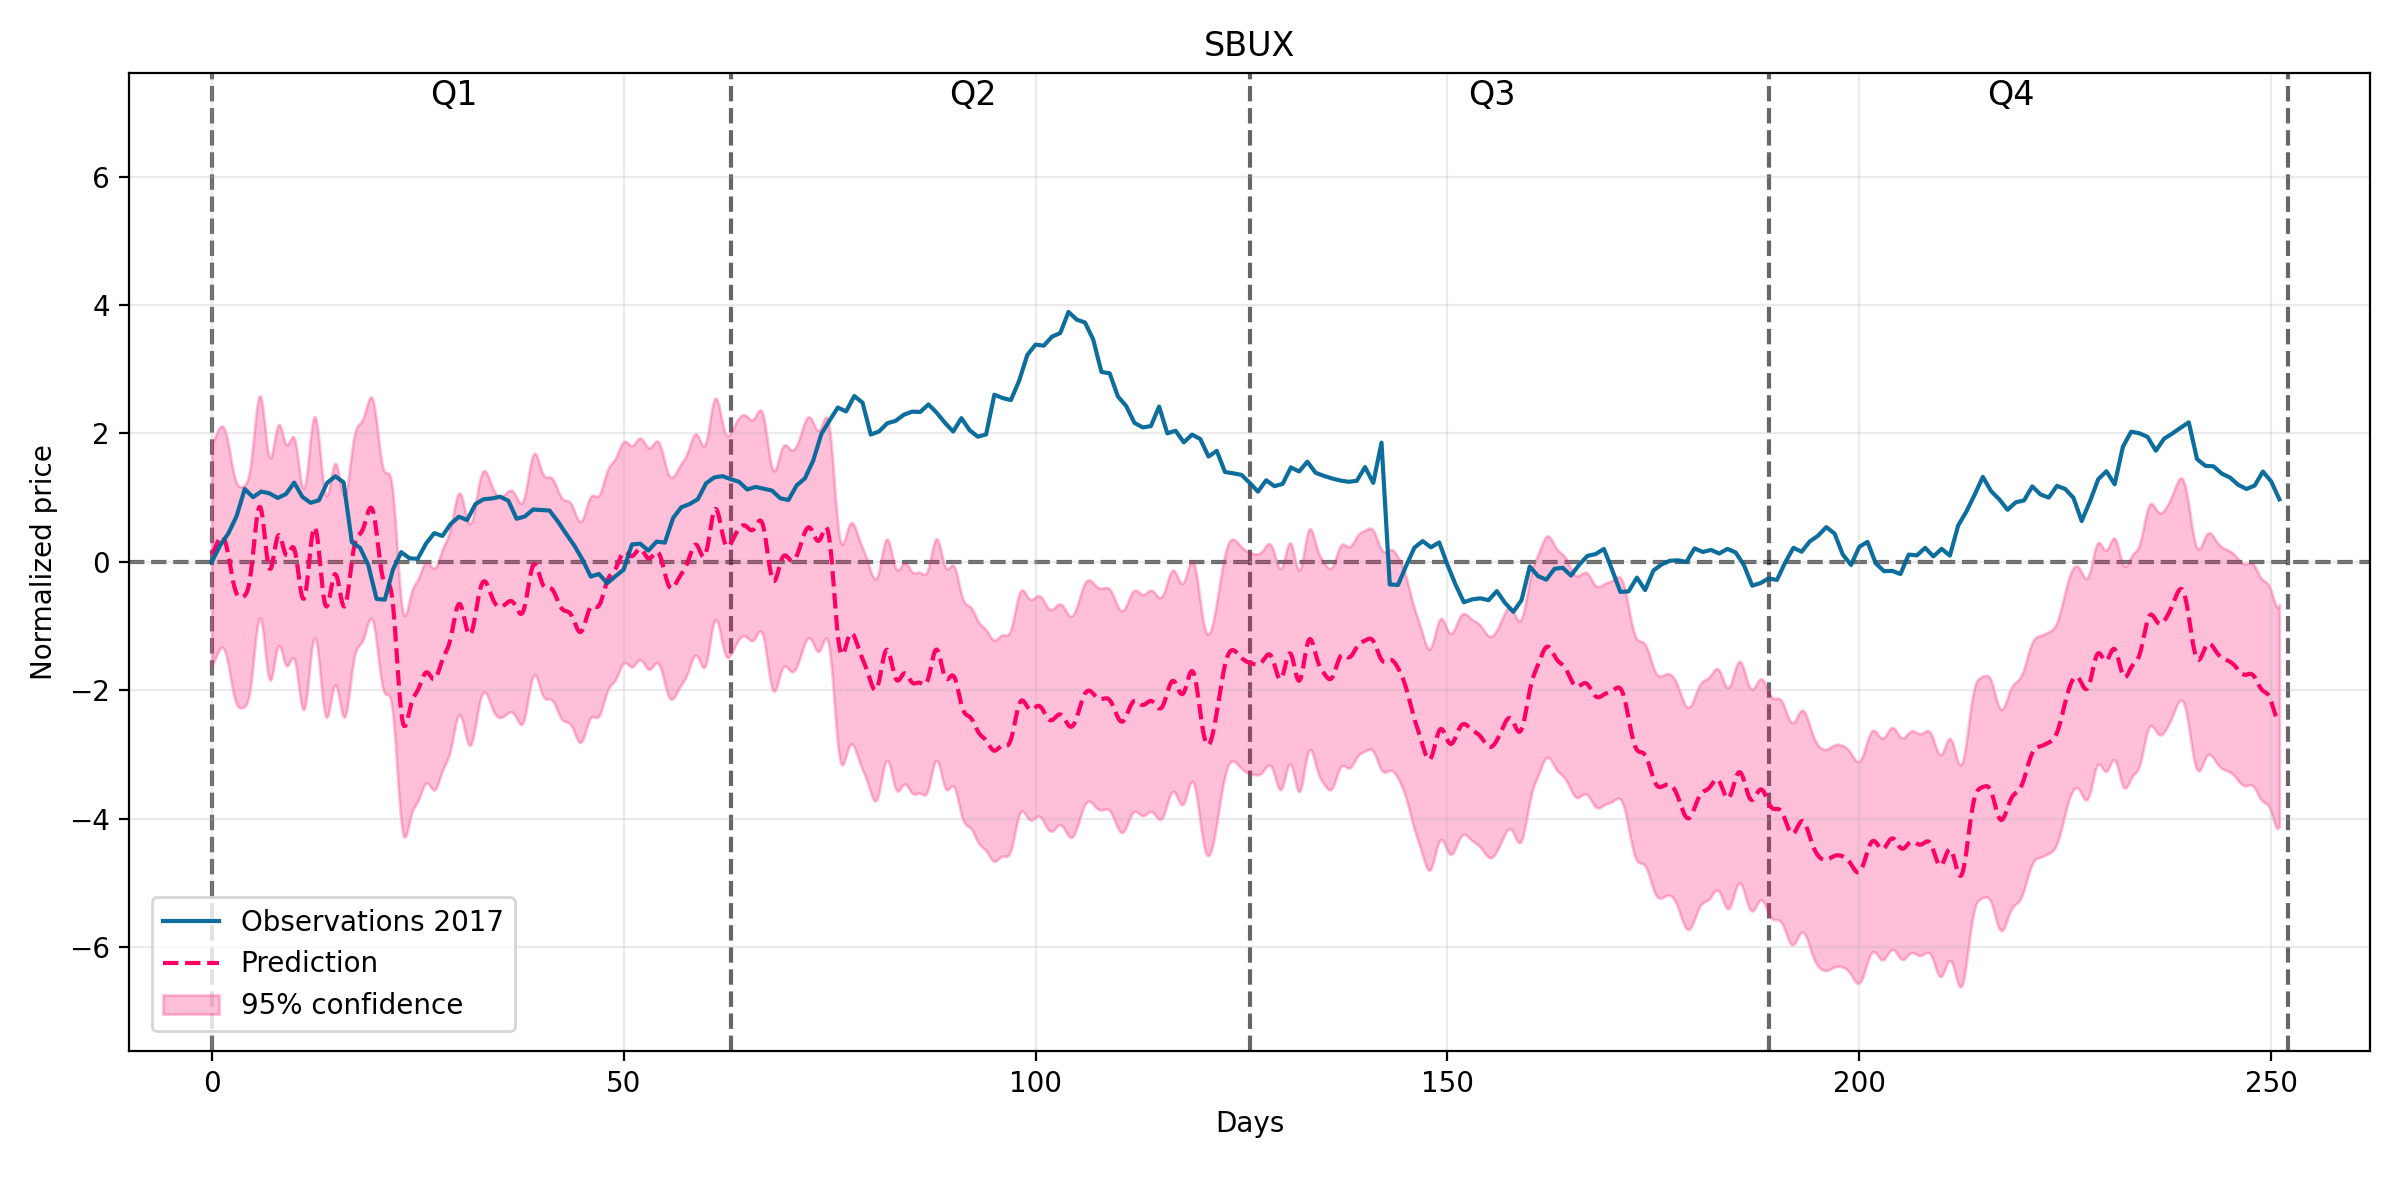 SBUX
Q1 Q2 Q3 Q4
Normalized price
6
4
2
0
−2
−4
−6
Observations 2017
Prediction
95% confidence
0 50 100 150 200 250
Days